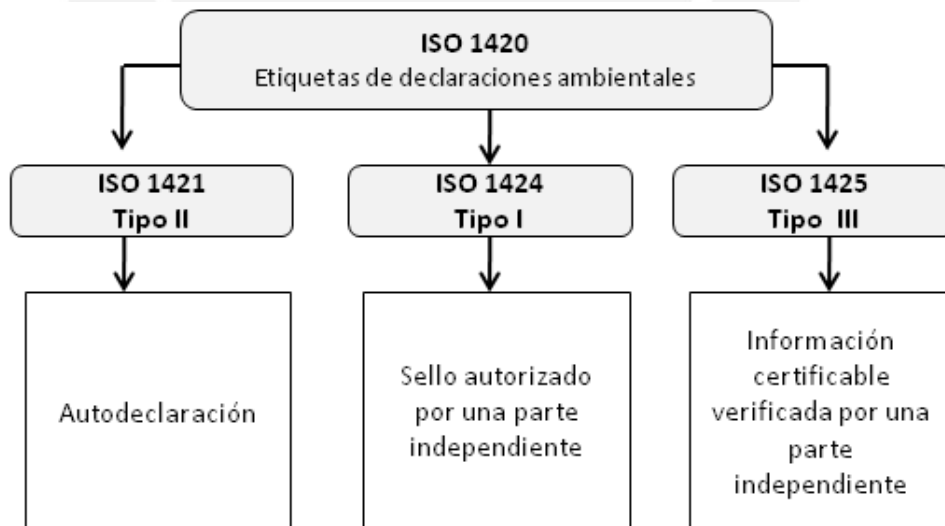 ISO 1420
Etiquetas de declaraciones ambientales
ISO 1421
Tipo II
ISO 1424
Tipo I
ISO 1425
Tipo III
Autodeclaración
Sello autorizado
por una parte
independiente
Información
certificable
verificada por una
parte
independiente